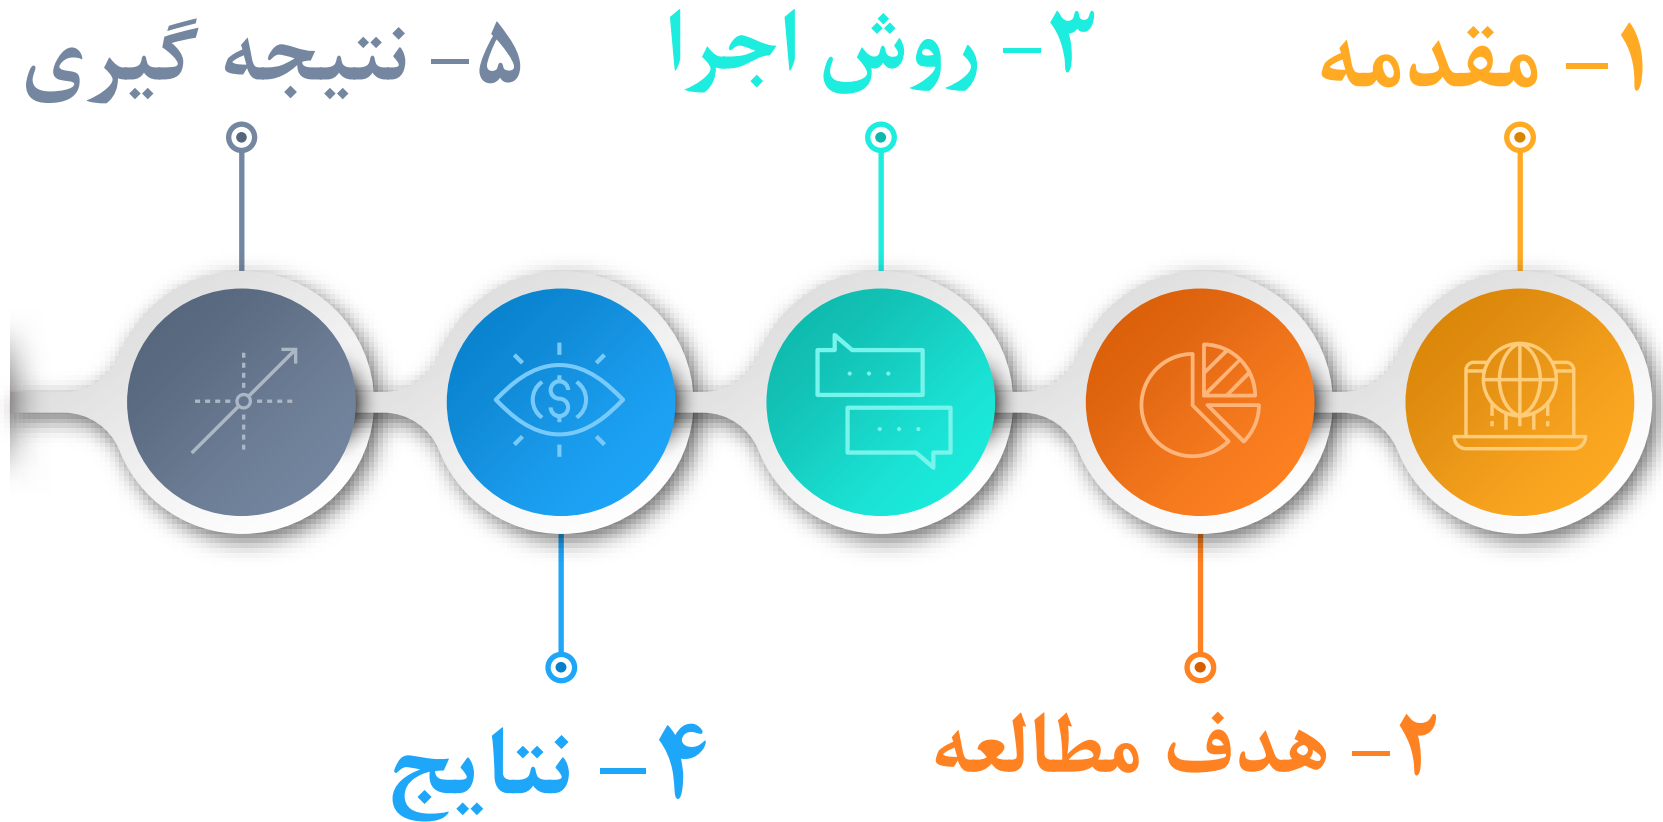 ۱- مقدمه
۲- هدف مطالعه
۳- روش اجرا
۴- نتایج
۵- نتیجه گیری